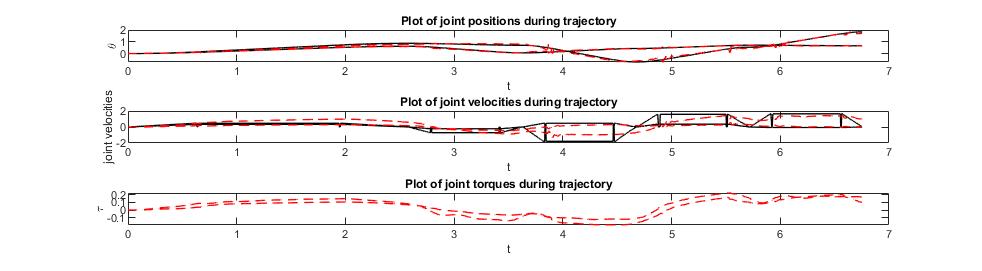 Plot of joint positions during trajectory
θ
2
1
0
0 1 2 3 4 5 6 7
t
Plot of joint velocities during trajectory
joint velocities
2
0
-2
0 1 2 3 4 5 6 7
t
Plot of joint torques during trajectory
0.2
0.1
0
-0.1
0 1 2 3 4 5 6 7
t